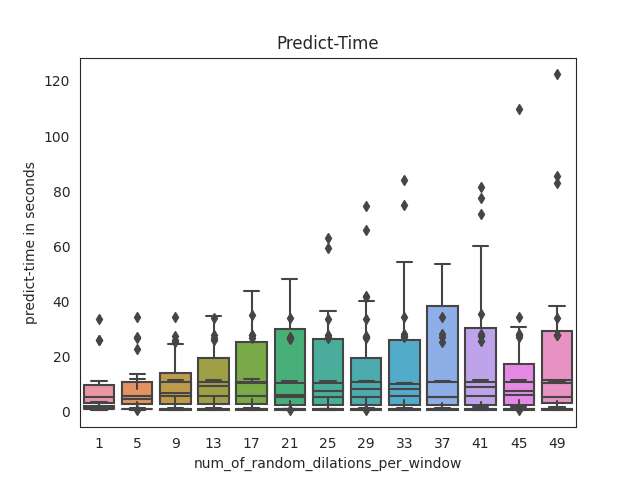 Predict-Time
predict-time in seconds
120
100
80
60
40
20
0
1 5 9 13 17 21 25 29 33 37 41 45 49
num_of_random_dilations_per_window